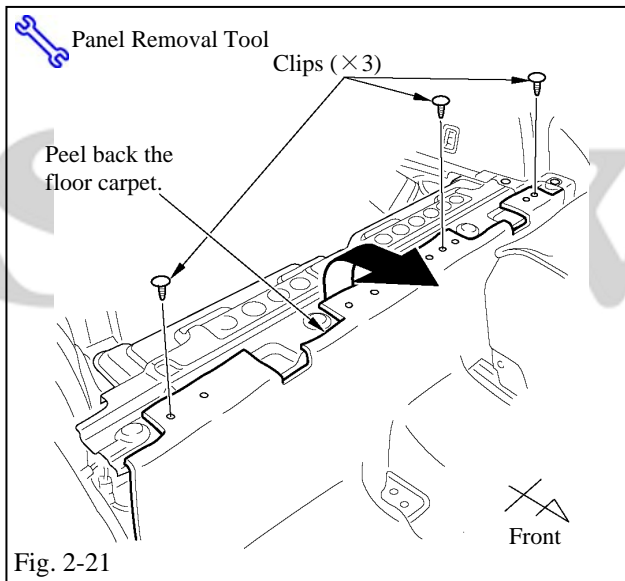 Panel Removal Tool
Clips (×3)
Peel back the
floor carpet.
Front
Fig. 2-21